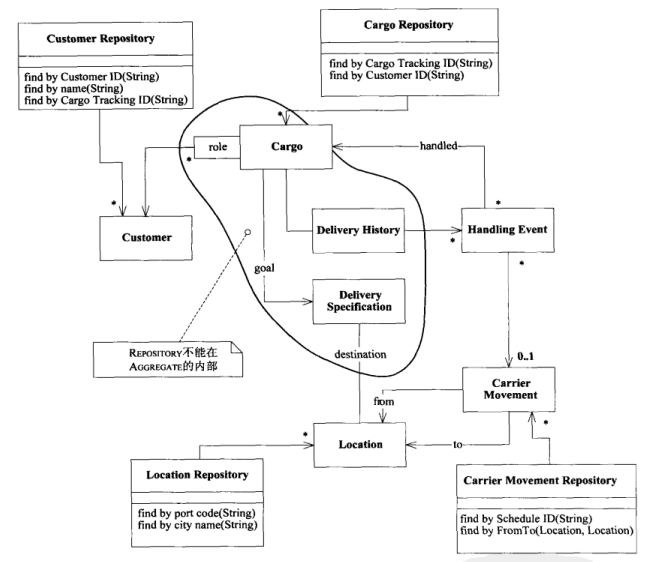 Customer Repository
find by Customer ID(String)
find by name(String)
find by Cargo Tracking ID(String)
Cargo Repository
find by Cargo Tracking ID(String)
find by Customer ID(String)
*
role
*
Cargo
handled
*
Customer
Delivery History
*
*
Handling Event
*
goal
Delivery
Specification
REPOSITORY不能在
AGGREGATE的内部
destination
0..1
Carrier
Movement
from
*
Location
to
*
Location Repository
find by port code(String)
find by city name(String)
Carrier Movement Repository
find by Schedule ID(String)
find by FromTo(Location, Location)